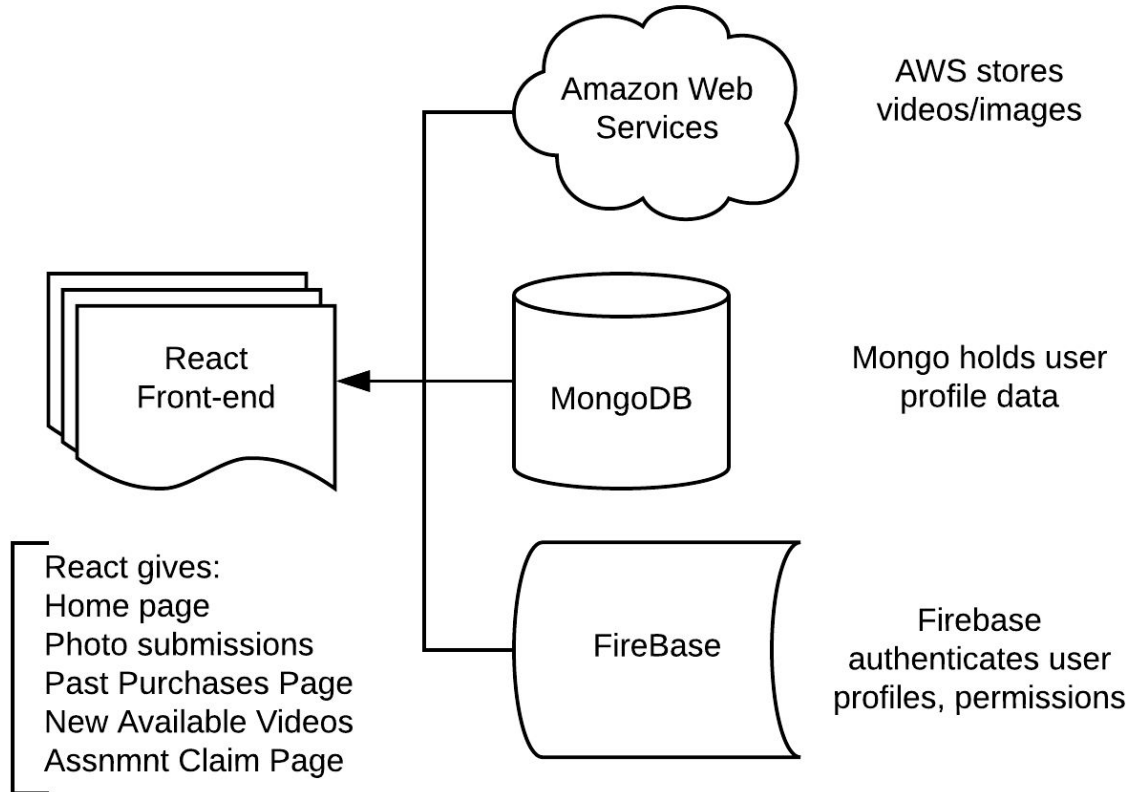 Amazon Web
Services
AWS stores
videos/images
React
Front-end
MongoDB
Mongo holds user
profile data
React gives:
Home page
Photo submissions
Past Purchases Page
New Available Videos
Assnmnt Claim Page
FireBase
Firebase
authenticates user
profiles, permissions